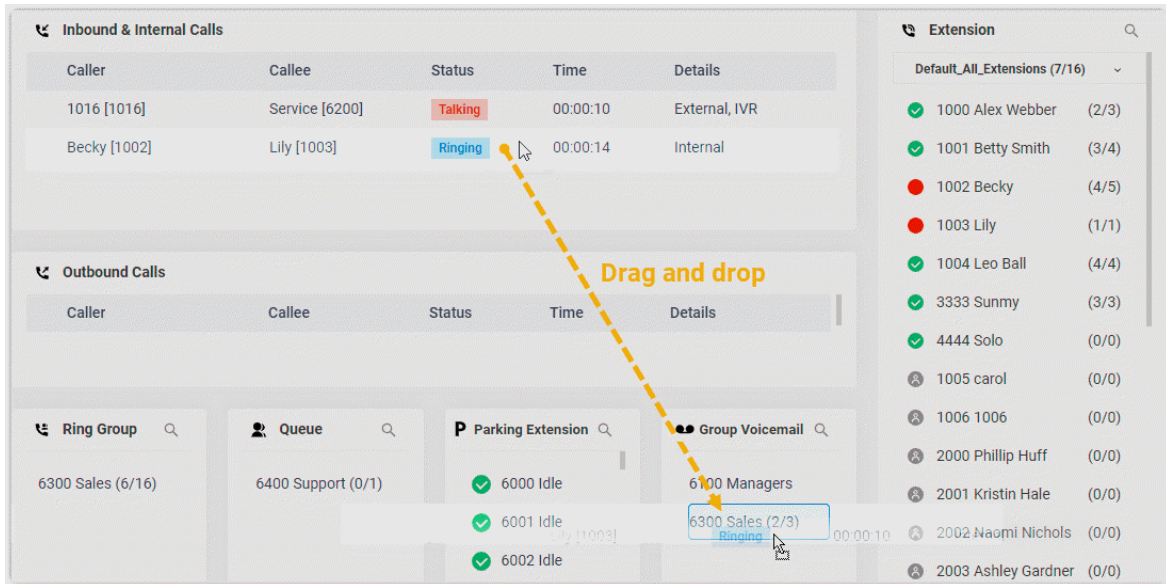 Inbound & Internal Calls
Caller Callee Status Time Details
1016 [1016] Service [6200] Talking 00:00:10 External, IVR
Becky [1002] Lily [1003] Ringing 00:00:14 Internal
Outbound Calls
Drag and drop
Caller Callee Status Time Details
Ring Group
6300 Sales (6/16)
Queue
6400 Support (0/1)
P Parking Extension
6000 Idle
6001 Idle
6002 Idle
Group Voicemail
6100 Managers
6300 Sales (2/3)
Lily [1003] Ringing 00:00:10
Extension
Default_All_Extensions (7/16)
1000 Alex Webber (2/3)
1001 Betty Smith (3/4)
1002 Becky (4/5)
1003 Lily (1/1)
1004 Leo Ball (4/4)
3333 Sunmy (3/3)
4444 Solo (0/0)
1005 carol (0/0)
1006 1006 (0/0)
2000 Phillip Huff (0/0)
2001 Kristin Hale (0/0)
2002 Naomi Nichols (0/0)
2003 Ashley Gardner (0/0)